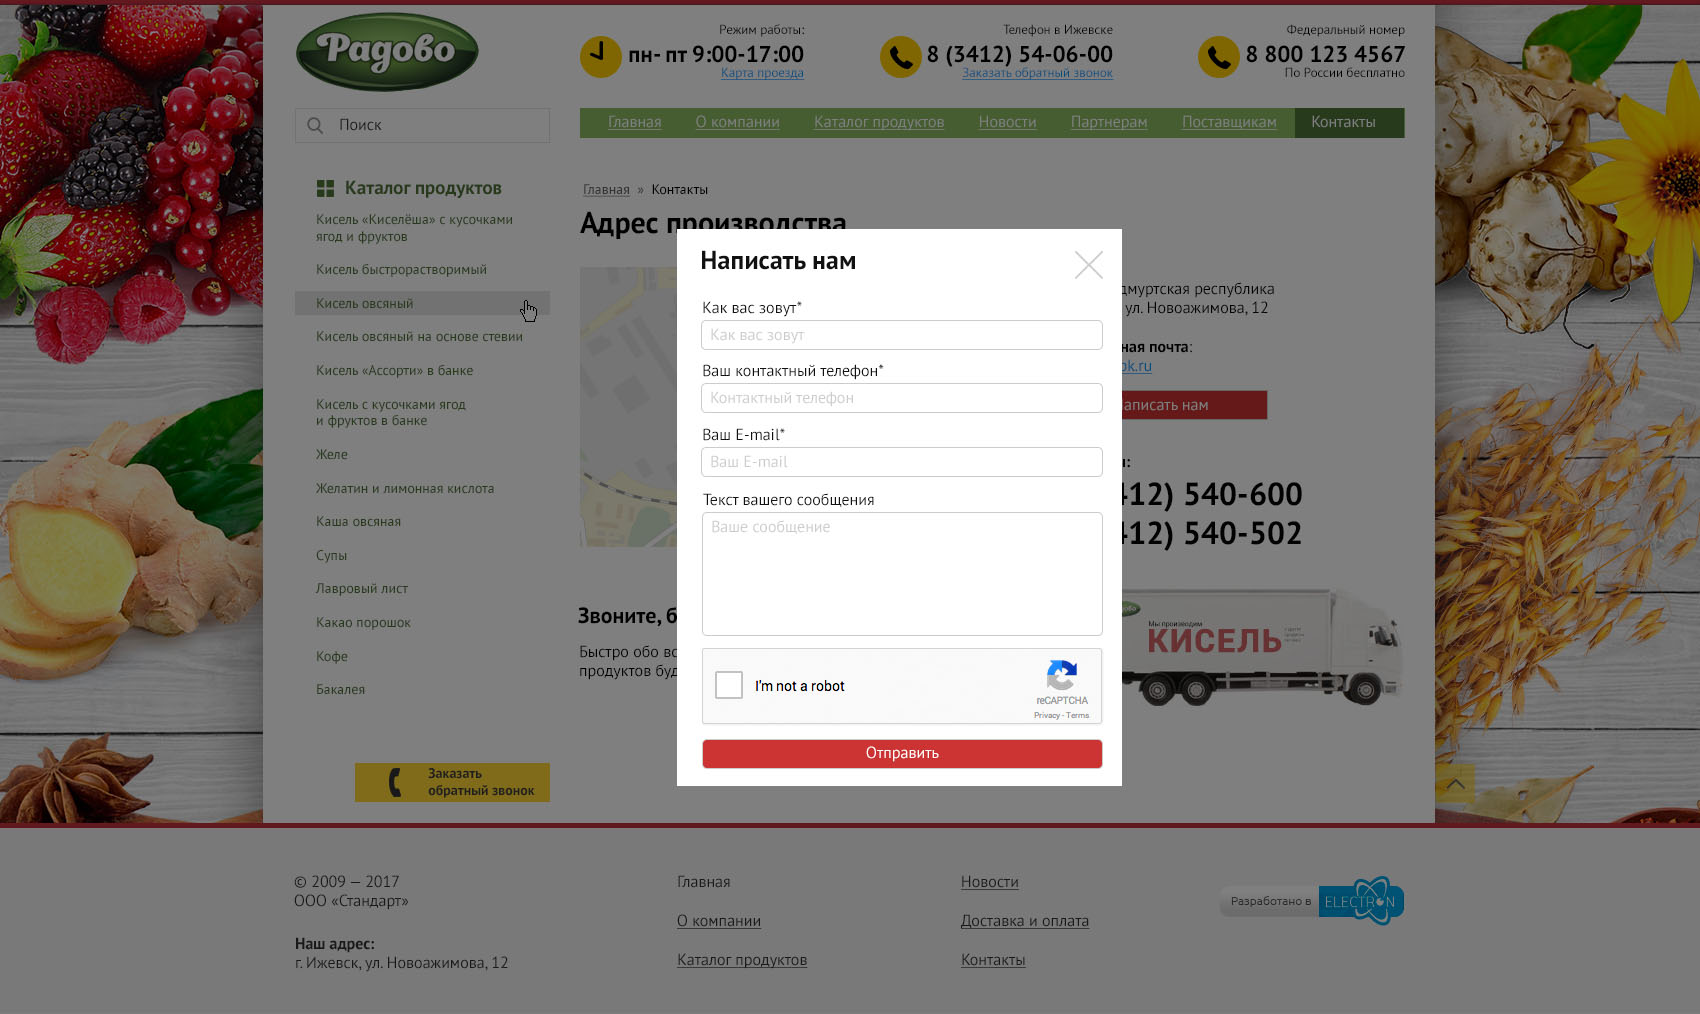 Радово
Режим работы:
пн- пт 9:00-17:00
Карта проезда
Телефон в Ижевске
8 (3412) 54-06-00
Заказать обратный звонок
Федеральный номер
8 800 123 4567
По России бесплатно
Поиск
Главная
О компании
Каталог продуктов
Новости
Партнерам
Поставщикам
Контакты
Каталог продуктов
Кисель «Киселёша» с кусочками
ягод и фруктов
Кисель быстрорастворимый
Кисель овсяный
Кисель овсяный на основе стевии
Кисель «Ассорти» в банке
Кисель с кусочками ягод
и фруктов в банке
Желе
Желатин и лимонная кислота
Каша овсяная
Супы
Лавровый лист
Какао порошок
Кофе
Бакалея
Заказать
обратный звонок
Главная » Контакты
Адрес производства
дмуртская республика
ул. Новоажимова, 12
ная почта:
ok.ru
аписать нам
412) 540-600
412) 540-502
Звоните, б
Быстро обо вс
продуктов буд
Мы производим
КИСЕЛЬ
Написать нам
Как вас зовут*
Как вас зовут
Ваш контактный телефон*
Контактный телефон
Ваш E-mail*
Ваш E-mail
Текст вашего сообщения
Ваше сообщение
I'm not a robot
reCAPTCHA
Privacy - Terms
Отправить
© 2009 — 2017
ООО «Стандарт»
Наш адрес:
г. Ижевск, ул. Новоажимова, 12
Главная
О компании
Каталог продуктов
Новости
Доставка и оплата
Контакты
Разработано в ELECTRON